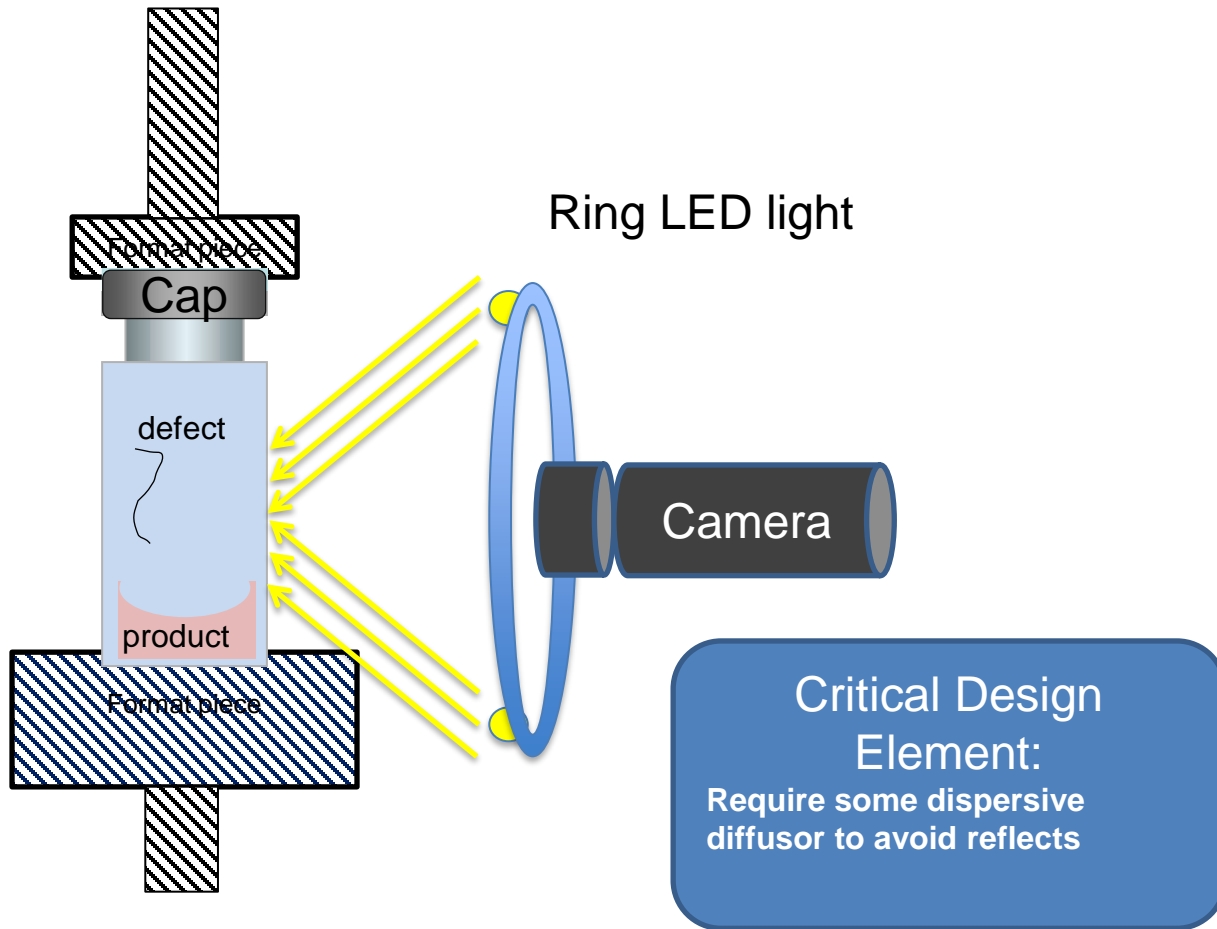 Ring LED light
Format piece
Cap
defect
Camera
product
Format piece
Critical Design
Element:
Require some dispersive
diffusor to avoid reflects